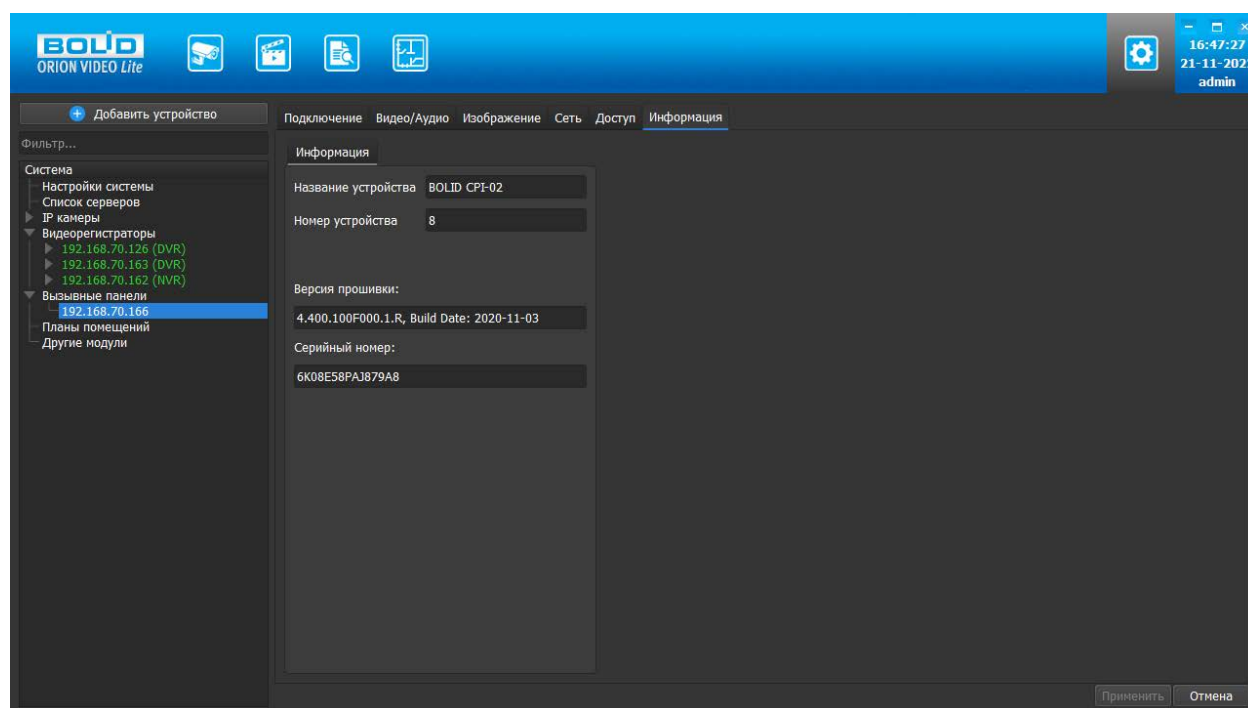 BOLID
ORION VIDEO Lite
16:47:27
21-11-202
admin
Добавить устройство
Фильтр...
Система
Настройки системы
Список серверов
IP камеры
Видеорегистраторы
192.168.70.126 (DVR)
192.168.70.163 (DVR)
192.168.70.162 (NVR)
Вызывные панели
192.168.70.166
Планы помещений
Другие модули
Подключение Видео/Аудио Изображение Сеть Доступ Информация
Информация
Название устройства BOLID CPI-02
Номер устройства 8
Версия прошивки:
4.400.100F000.1.R, Build Date: 2020-11-03
Серийный номер:
6K08E58PAJ879A8
Применить Отмена